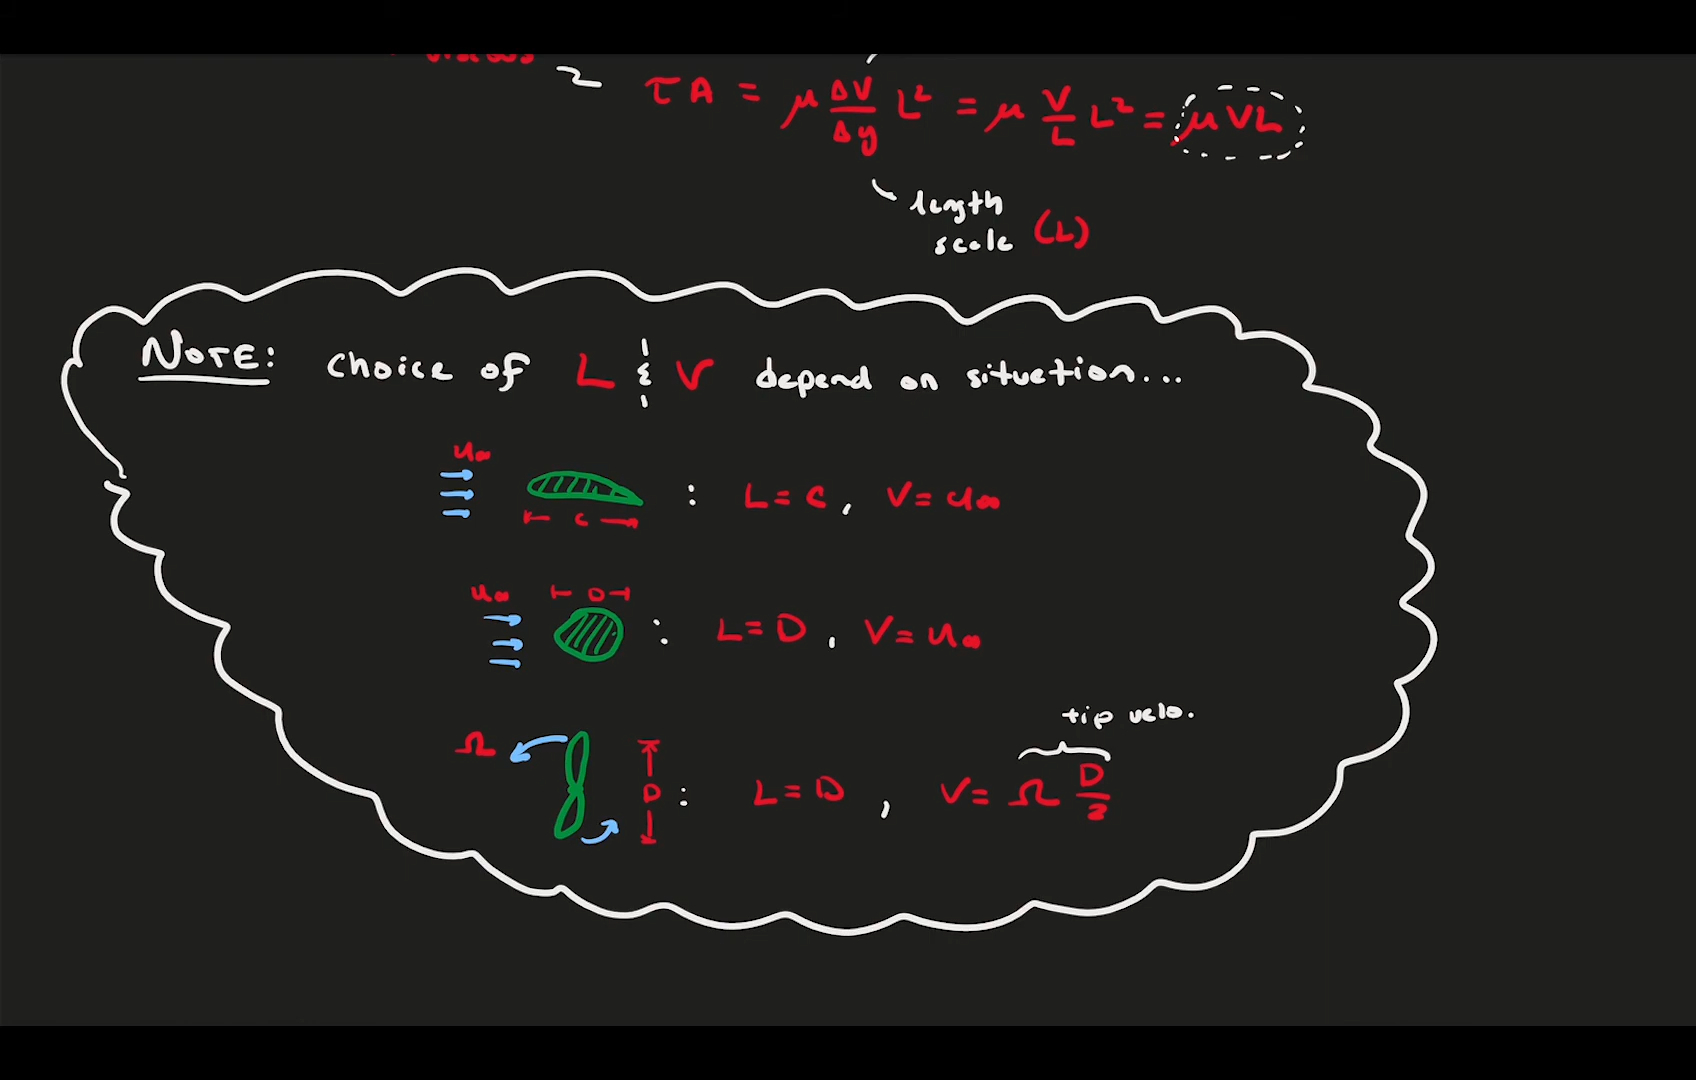 ~ τA = μ ΔV/Δy L² = μ V/L L² = μVL
length
scale (L)
NOTE: choice of L & V depend on situation...
u∞
c
: L = c, V = u∞
u∞ D
: L = D, V = u∞
tip velo.
Ω D : L = D, V = Ω D/2